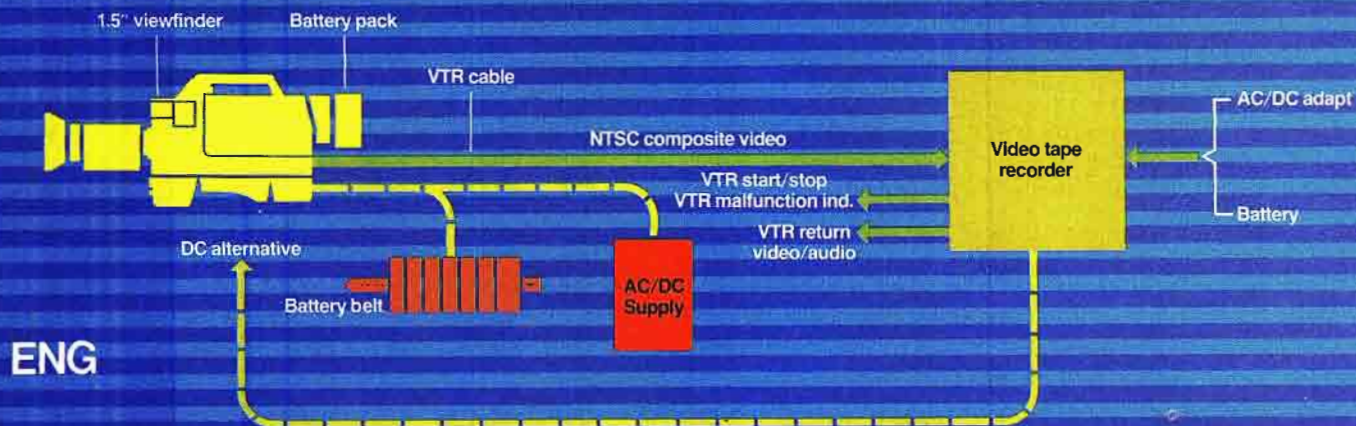 1.5" viewfinder
Battery pack
VTR cable
NTSC composite video
AC/DC adapt
Video tape
recorder
VTR start/stop
VTR malfunction ind.
VTR return
video/audio
Battery
DC alternative
Battery belt
AC/DC
Supply
ENG